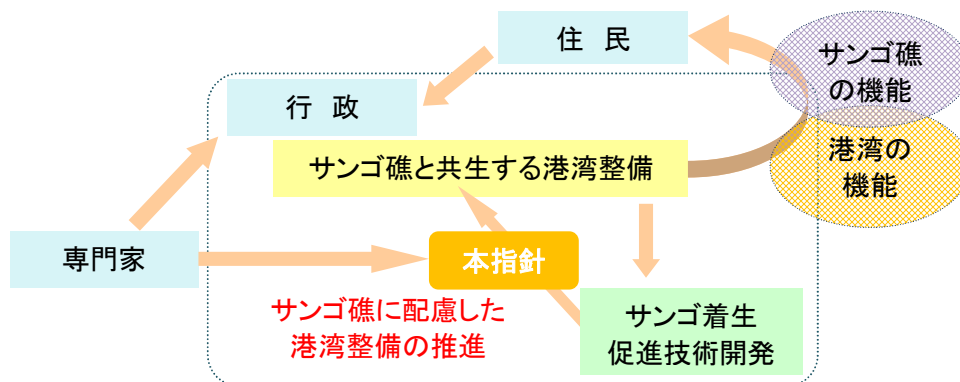 住 民
サンゴ礁
の機能
行 政
港湾の
機能
サンゴ礁と共生する港湾整備
専門家
本指針
サンゴ礁に配慮した
港湾整備の推進
サンゴ着生
促進技術開発